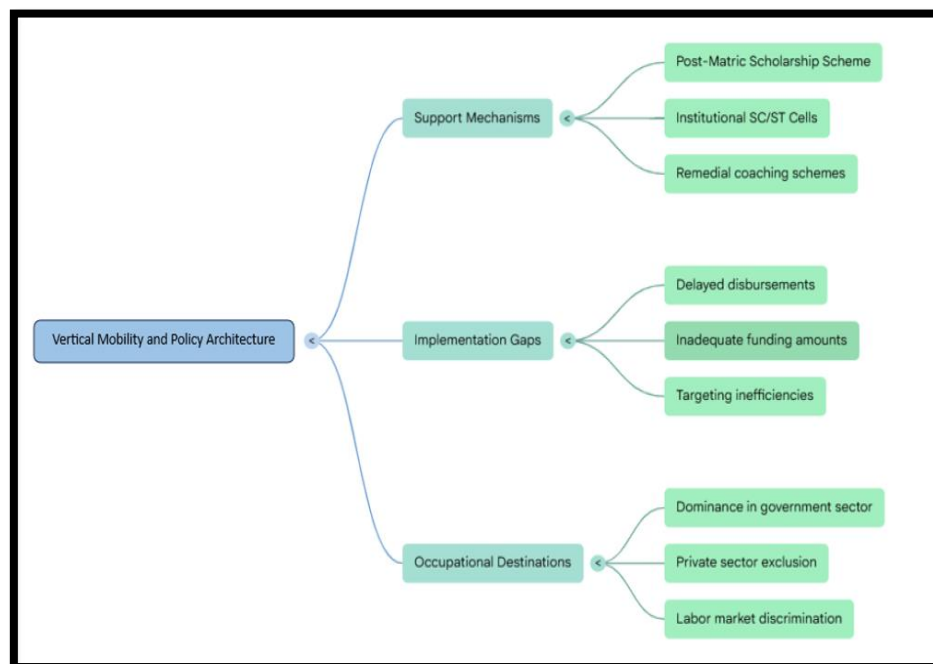 Vertical Mobility and Policy Architecture
Support Mechanisms
Post-Matric Scholarship Scheme
Institutional SC/ST Cells
Remedial coaching schemes
Implementation Gaps
Delayed disbursements
Inadequate funding amounts
Targeting inefficiencies
Occupational Destinations
Dominance in government sector
Private sector exclusion
Labor market discrimination